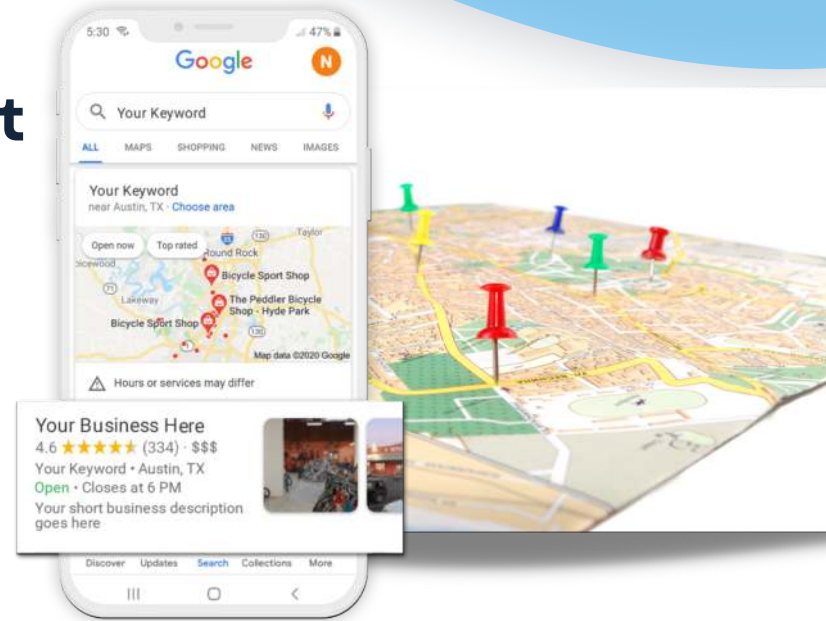 t
5:30 47%
Google N
Your Keyword
ALL MAPS SHOPPING NEWS IMAGES
Your Keyword
near Austin, TX · Choose area
Open now Top rated
Taylor
Round Rock
Bicycle Sport Shop
Lakeway
The Peddler Bicycle
Shop - Hyde Park
Bicycle Sport Shop
Map data ©2020 Google
Hours or services may differ
Your Business Here
4.6 (334) · $$$
Your Keyword • Austin, TX
Open • Closes at 6 PM
Your short business description
goes here
Discover Updates Search Collections More